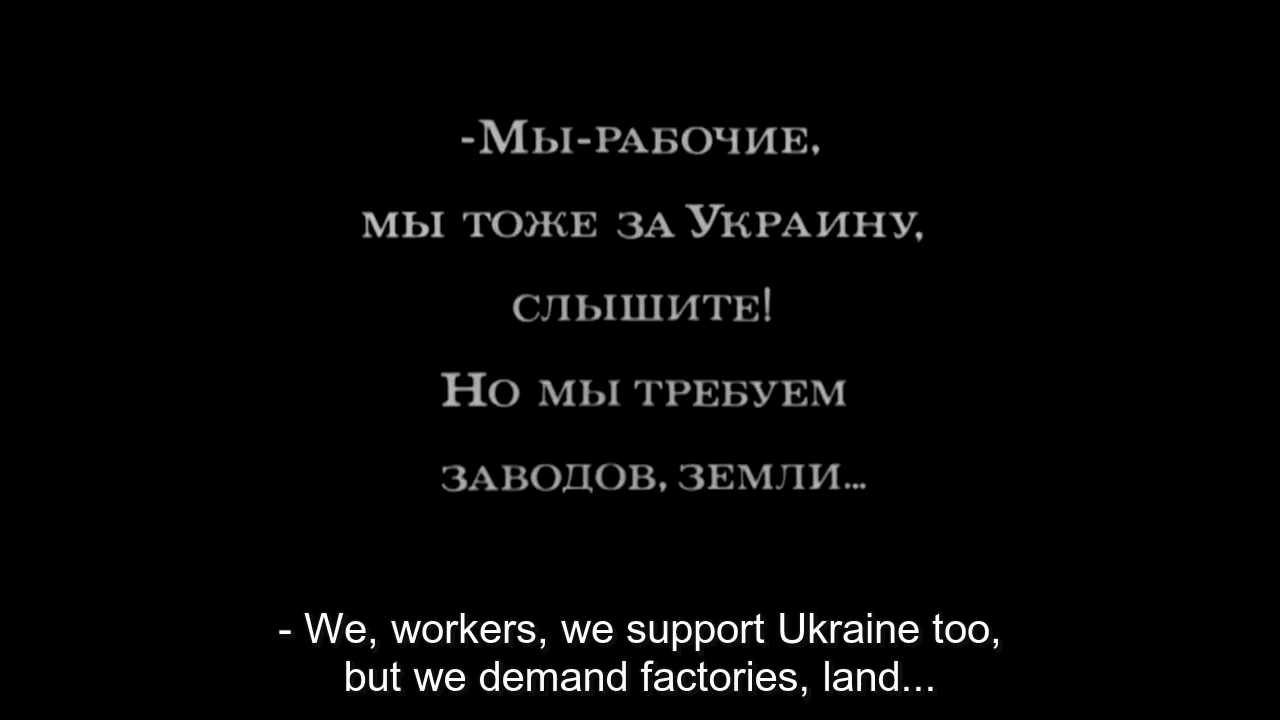 -Мы-рабочие,
мы тоже за Украину,
слышите!
Но мы требуем
заводов, земли...
- We, workers, we support Ukraine too,
but we demand factories, land...